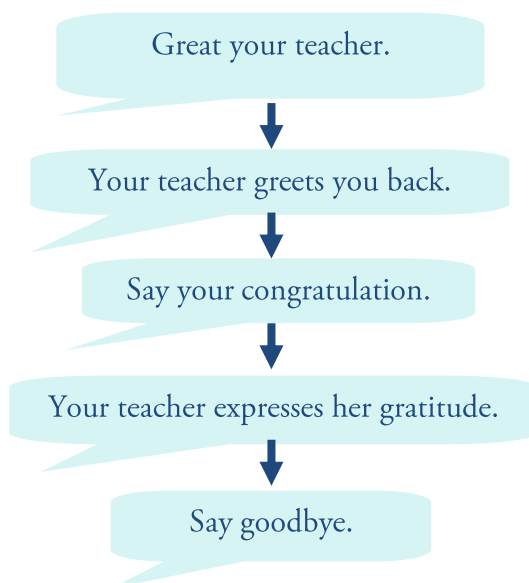 Great your teacher.
Your teacher greets you back.
Say your congratulation.
Your teacher expresses her gratitude.
Say goodbye.